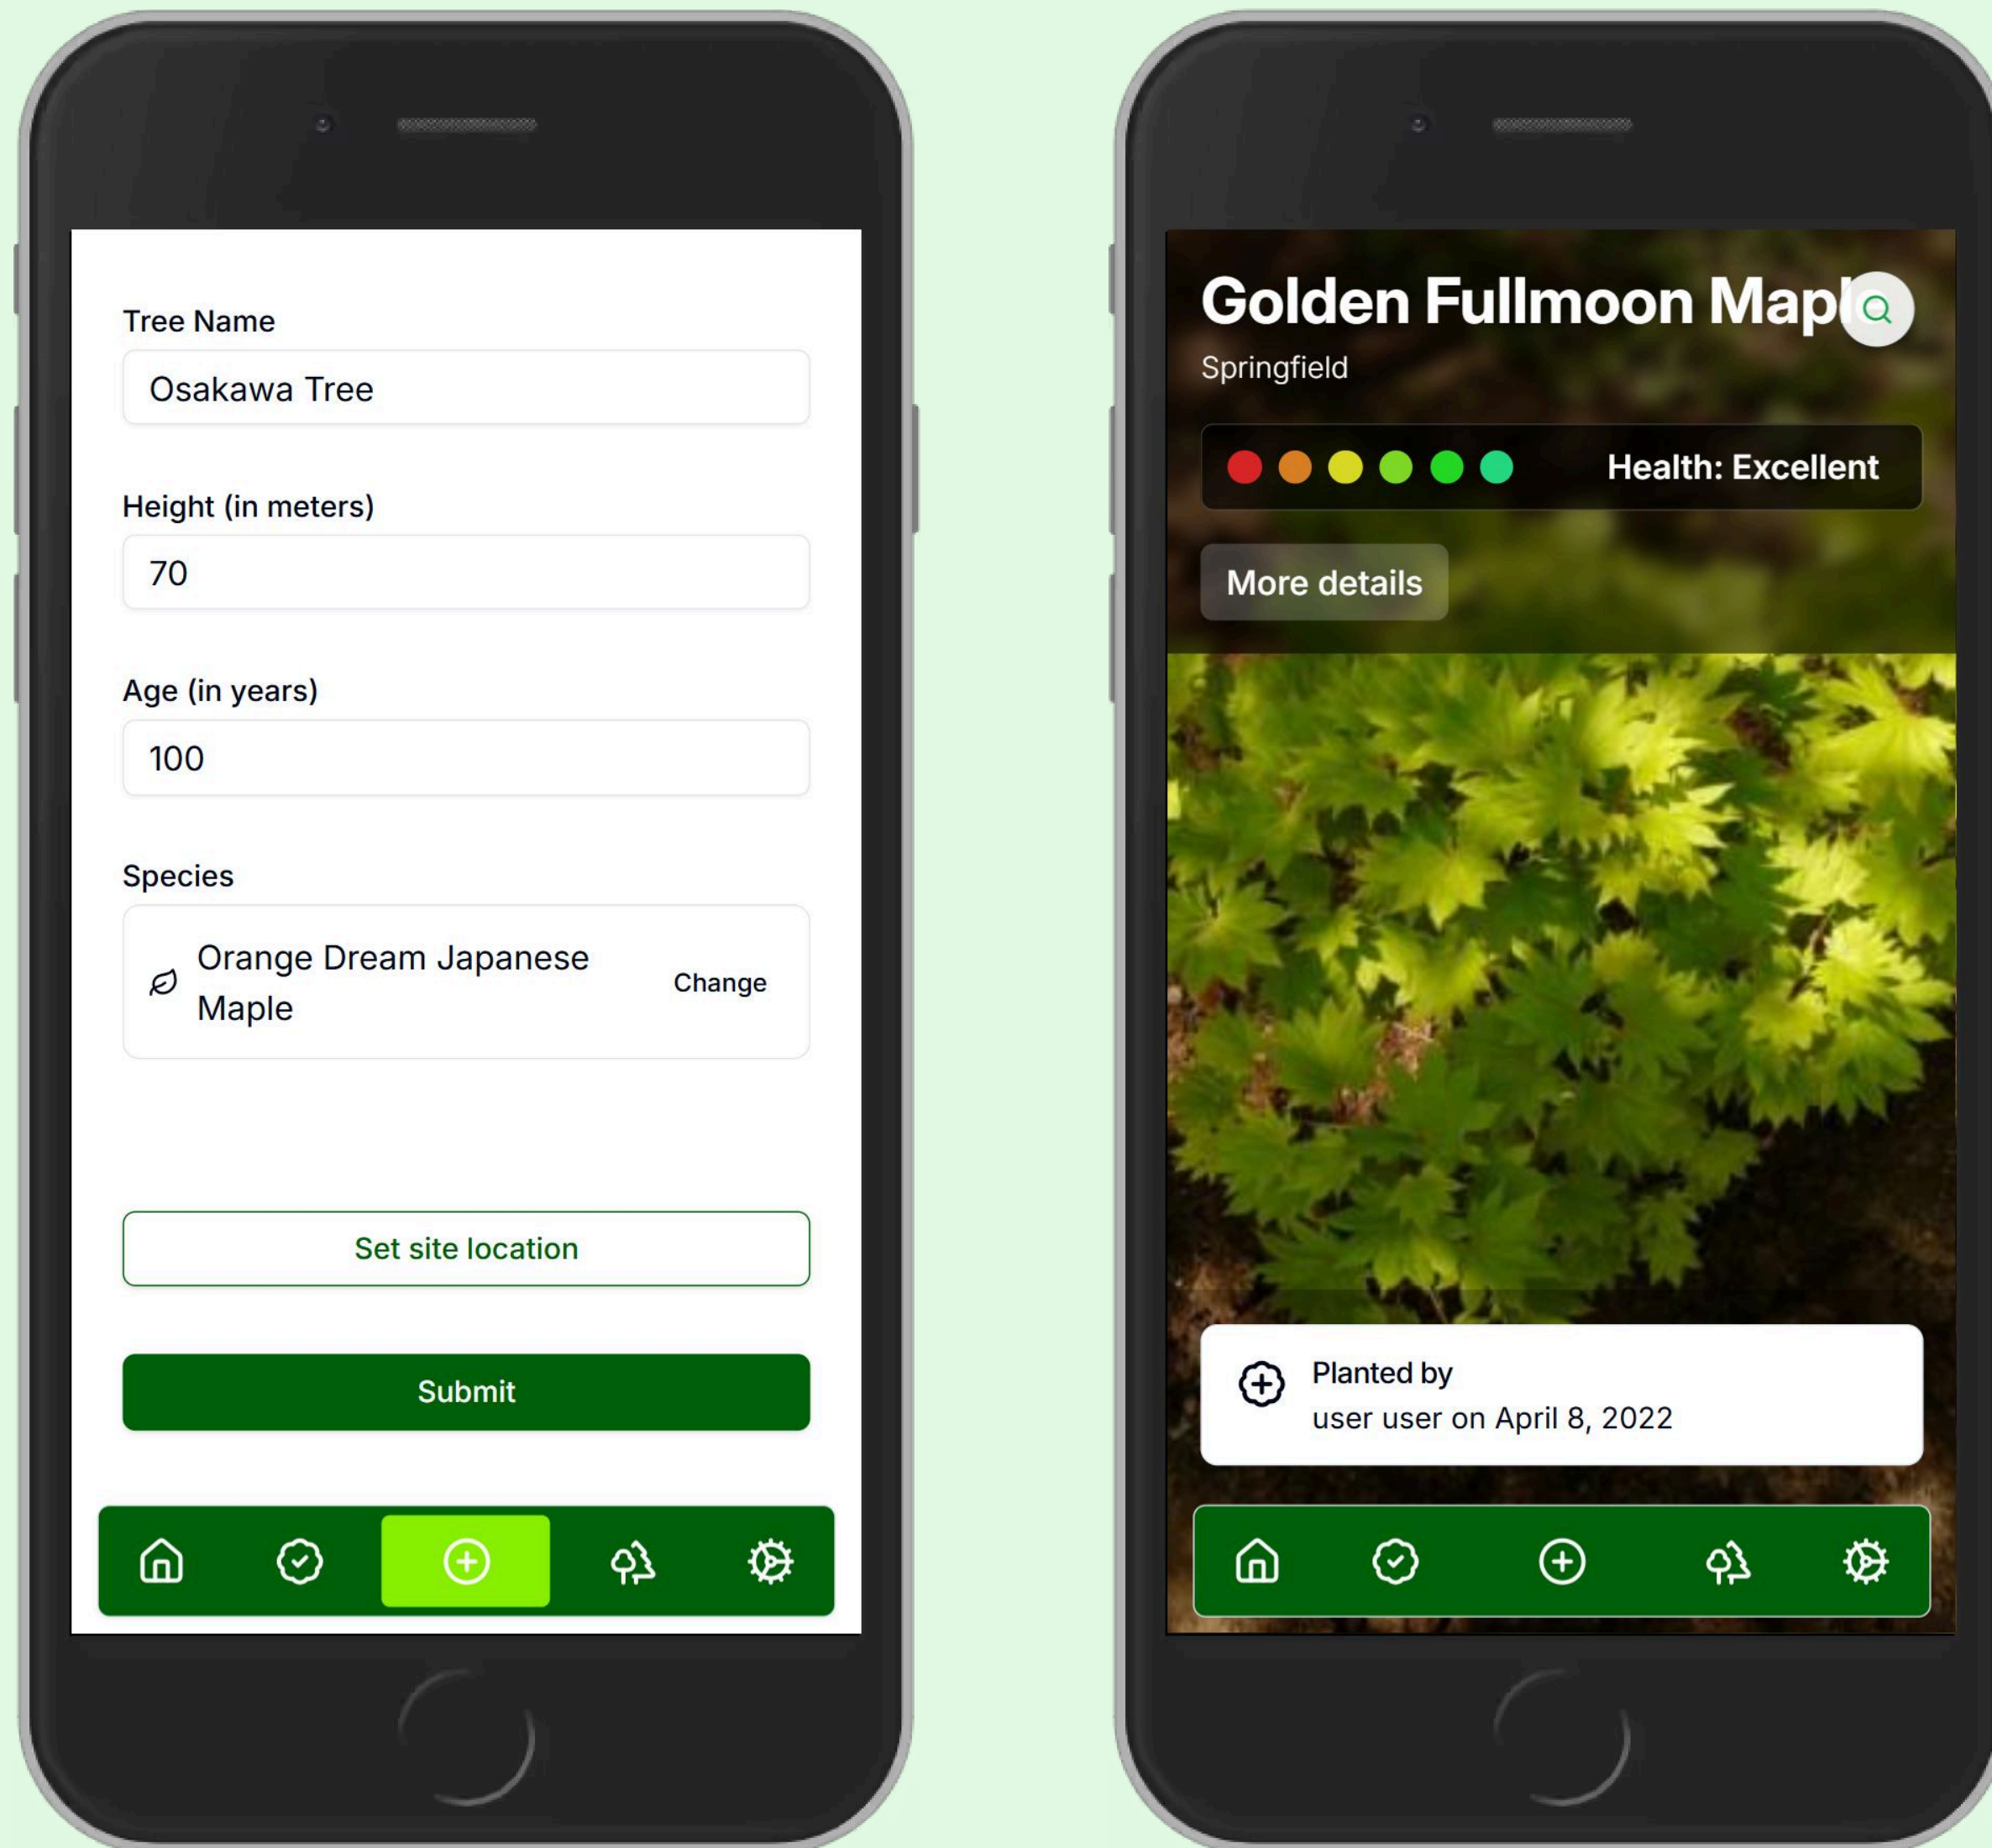 Tree Name
Osakawa Tree
Height (in meters)
70
Age (in years)
100
Species
Orange Dream Japanese
Maple
Change
Set site location
Submit
Golden Fullmoon Maple
Springfield
Health: Excellent
More details
Planted by
user user on April 8, 2022